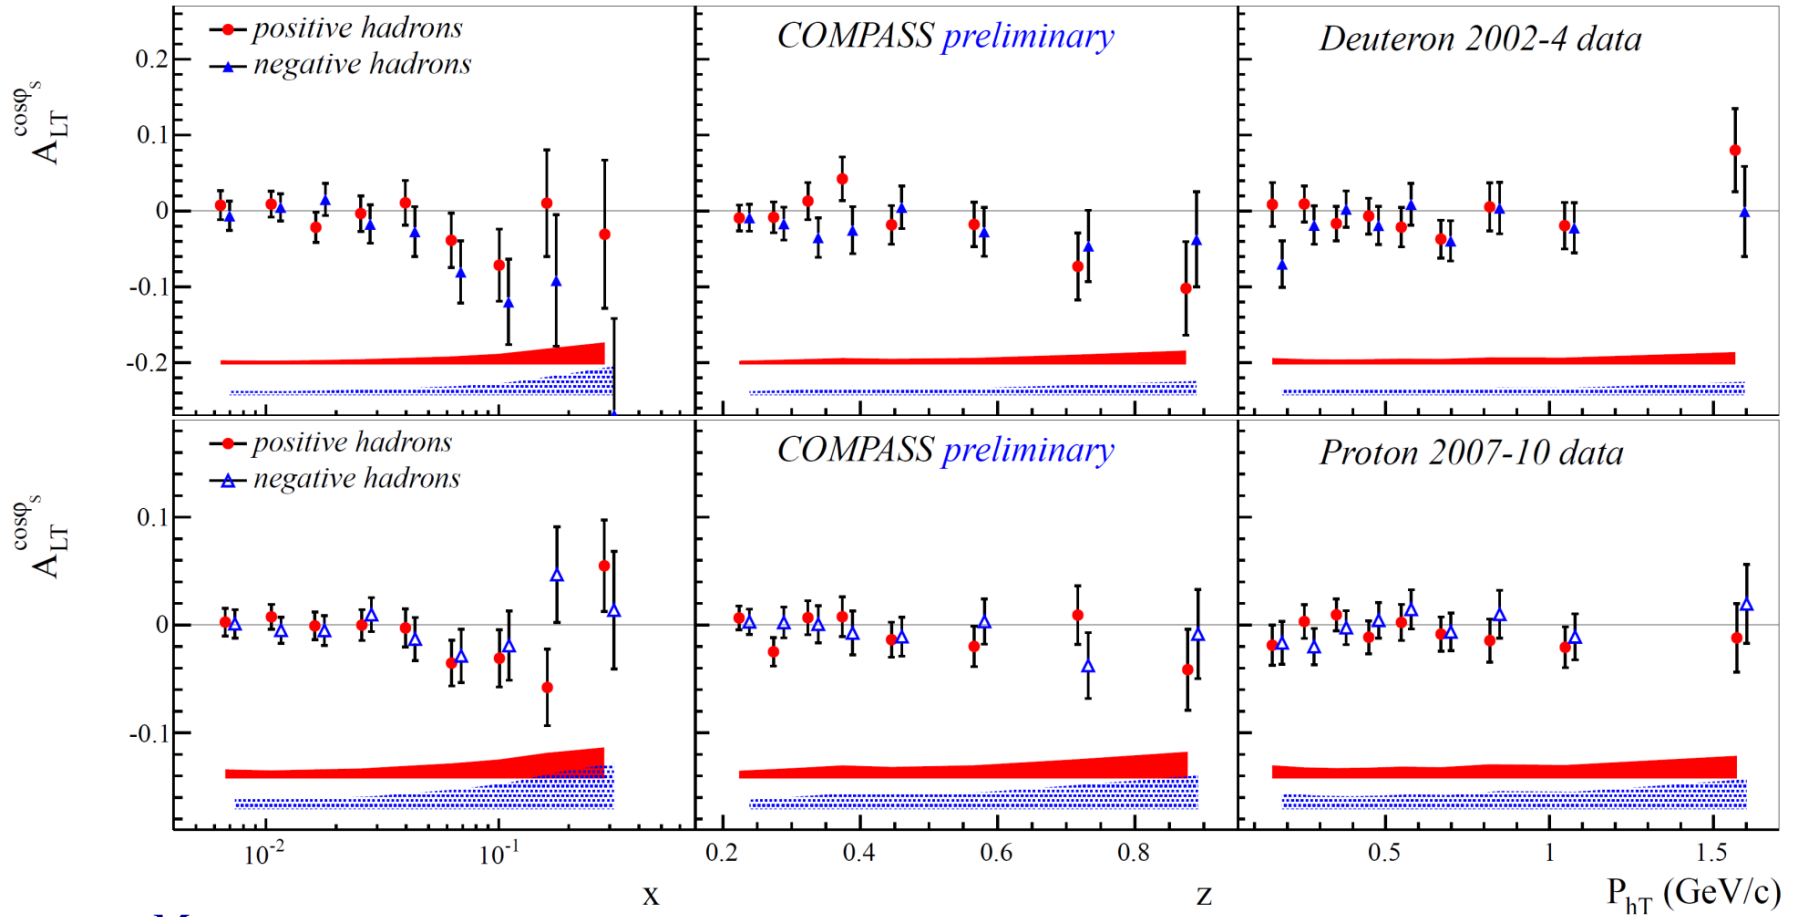 positive hadrons
negative hadrons
COMPASS preliminary
Deuteron 2002-4 data
A_LT^cosφ_s
0.2
0.1
0
-0.1
-0.2
positive hadrons
negative hadrons
COMPASS preliminary
Proton 2007-10 data
A_LT^cosφ_s
0.1
0
-0.1
10^-2 10^-1 0.2 0.4 0.6 0.8 0.5 1 1.5
x z P_hT (GeV/c)